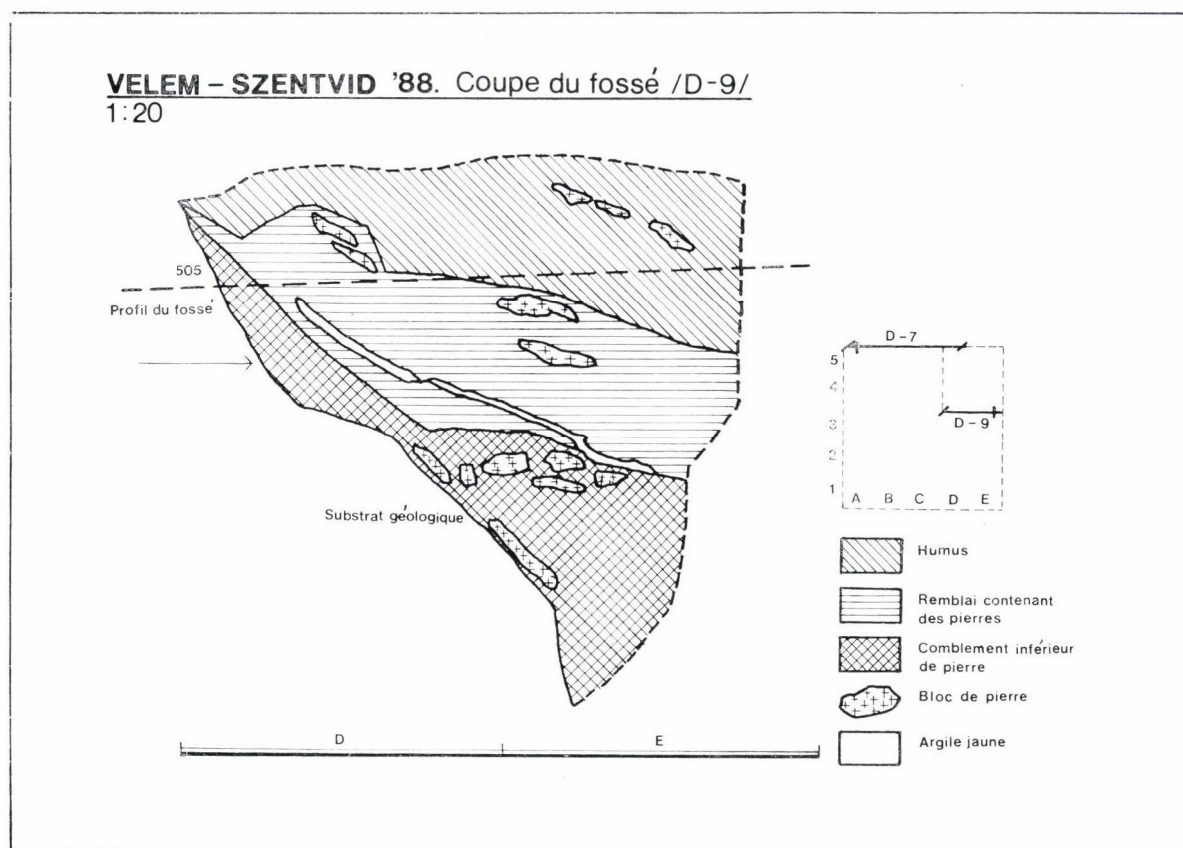 VELEM – SZENTVID '88. Coupe du fossé /D-9/
1:20
505
Profil du fossé
Substrat géologique
D E
D-7
5
4
3
2
1
D-9
A B C D E
Humus
Remblai contenant
des pierres
Comblement inférieur
de pierre
Bloc de pierre
Argile jaune